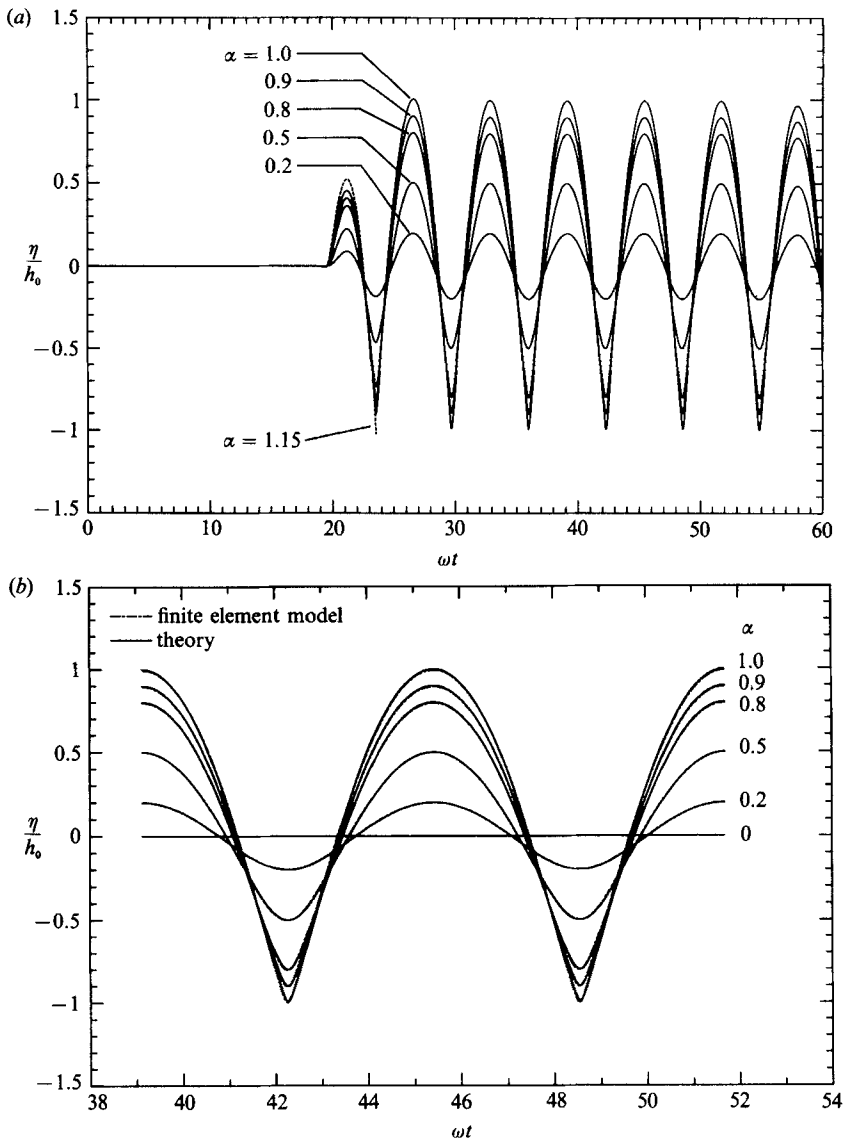 (a)
1.5
1
0.5
0
−0.5
−1
−1.5
η
h₀
α = 1.0
0.9
0.8
0.5
0.2
α = 1.15
0 10 20 30 40 50 60
ωt
(b)
1.5
1
0.5
0
−0.5
−1
−1.5
η
h₀
finite element model
theory
α
1.0
0.9
0.8
0.5
0.2
0
38 40 42 44 46 48 50 52 54
ωt